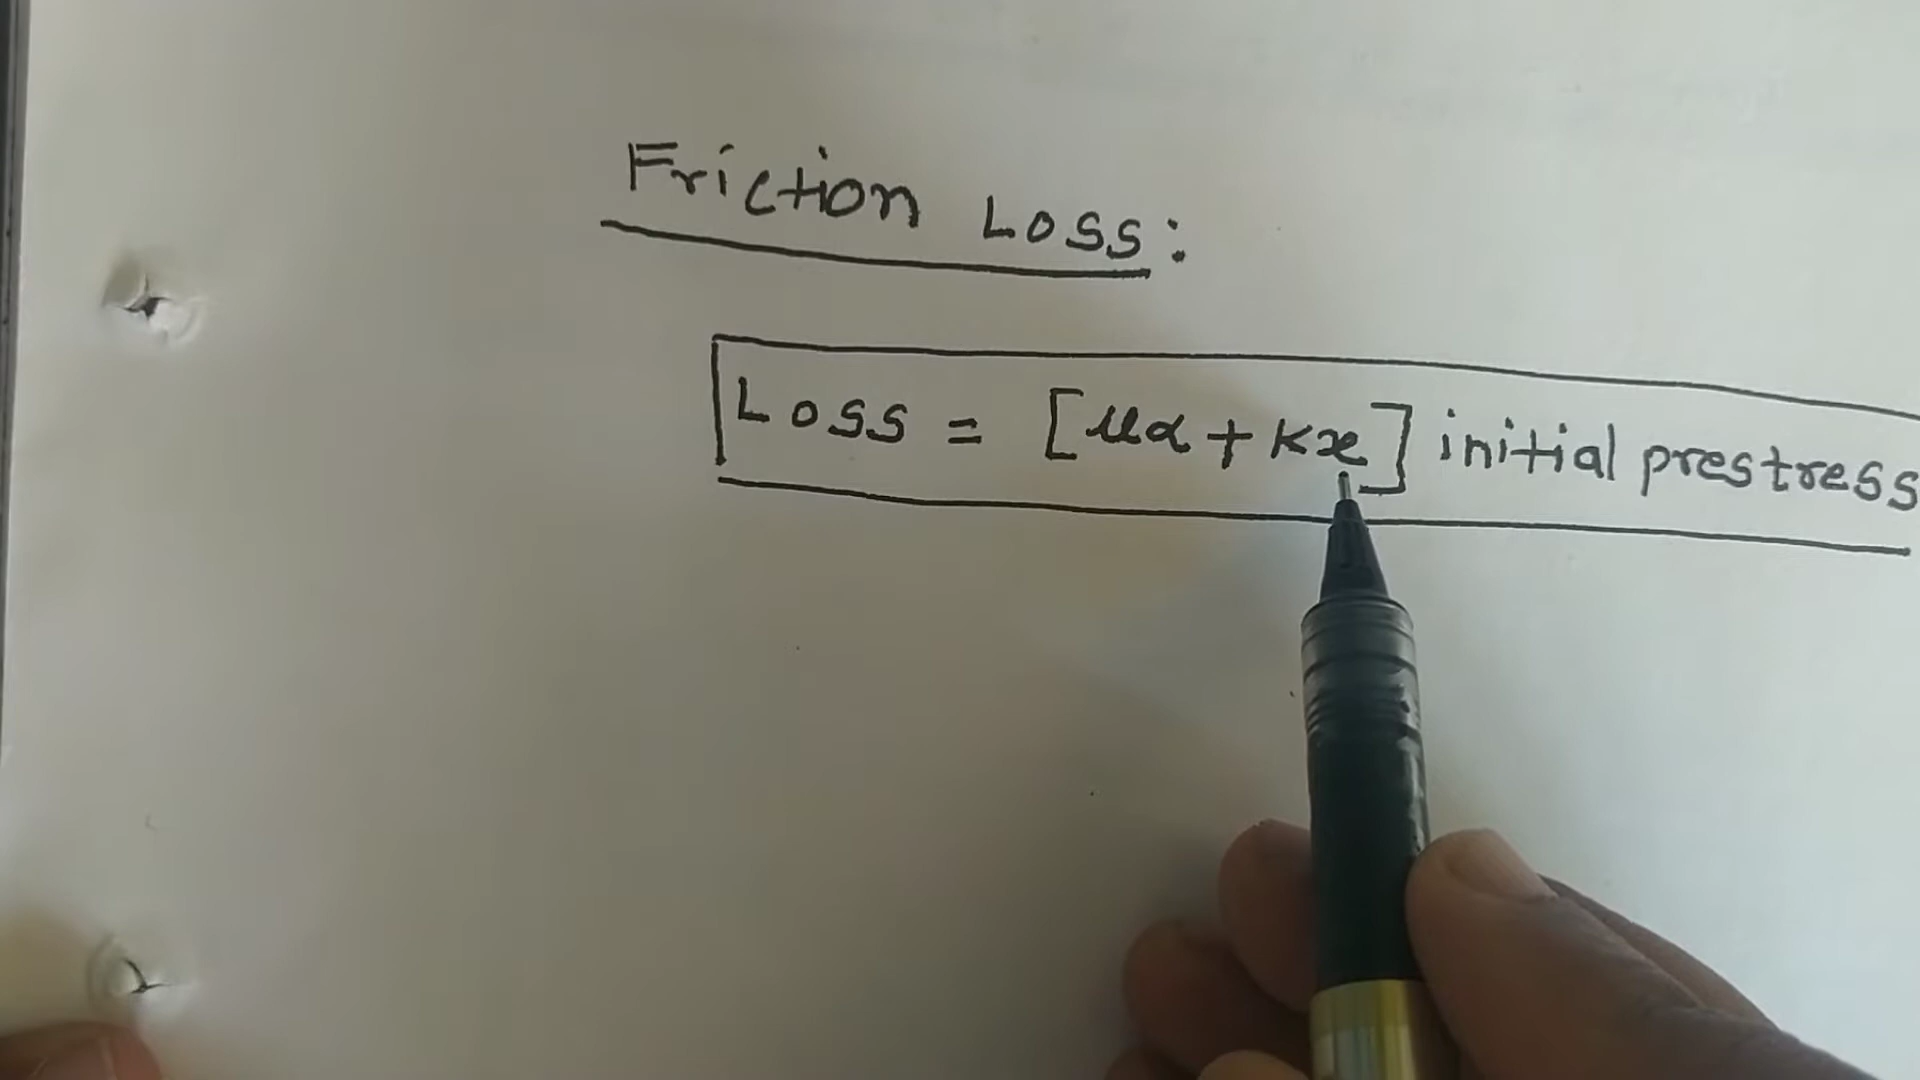 Friction Loss:
Loss = [μα + kx] initial prestress